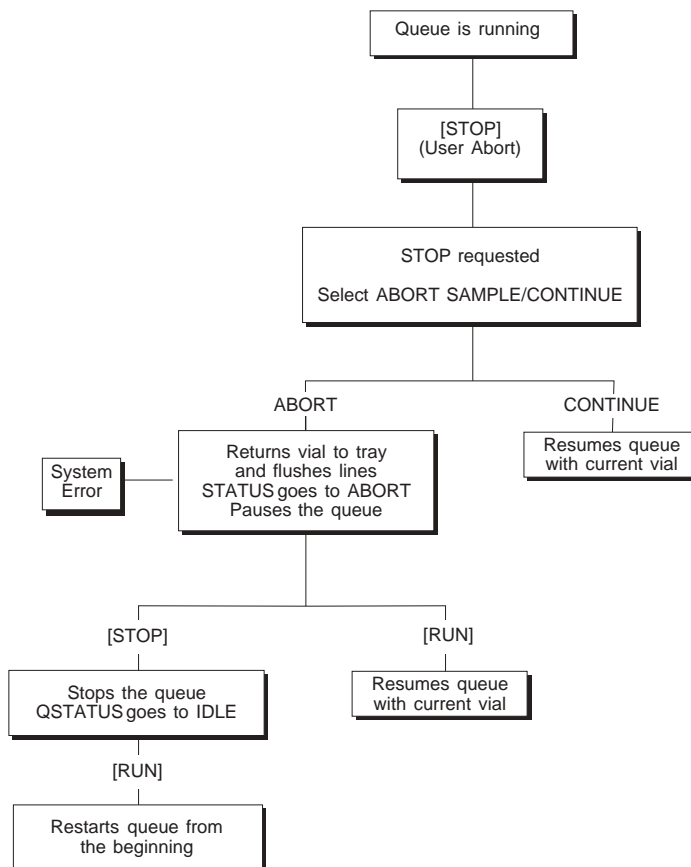 Queue is running
[STOP]
(User Abort)
STOP requested
Select ABORT SAMPLE/CONTINUE
ABORT
CONTINUE
System
Error
Returns vial to tray
and flushes lines
STATUS goes to ABORT
Pauses the queue
Resumes queue
with current vial
[STOP]
[RUN]
Stops the queue
QSTATUS goes to IDLE
Resumes queue
with current vial
[RUN]
Restarts queue from
the beginning